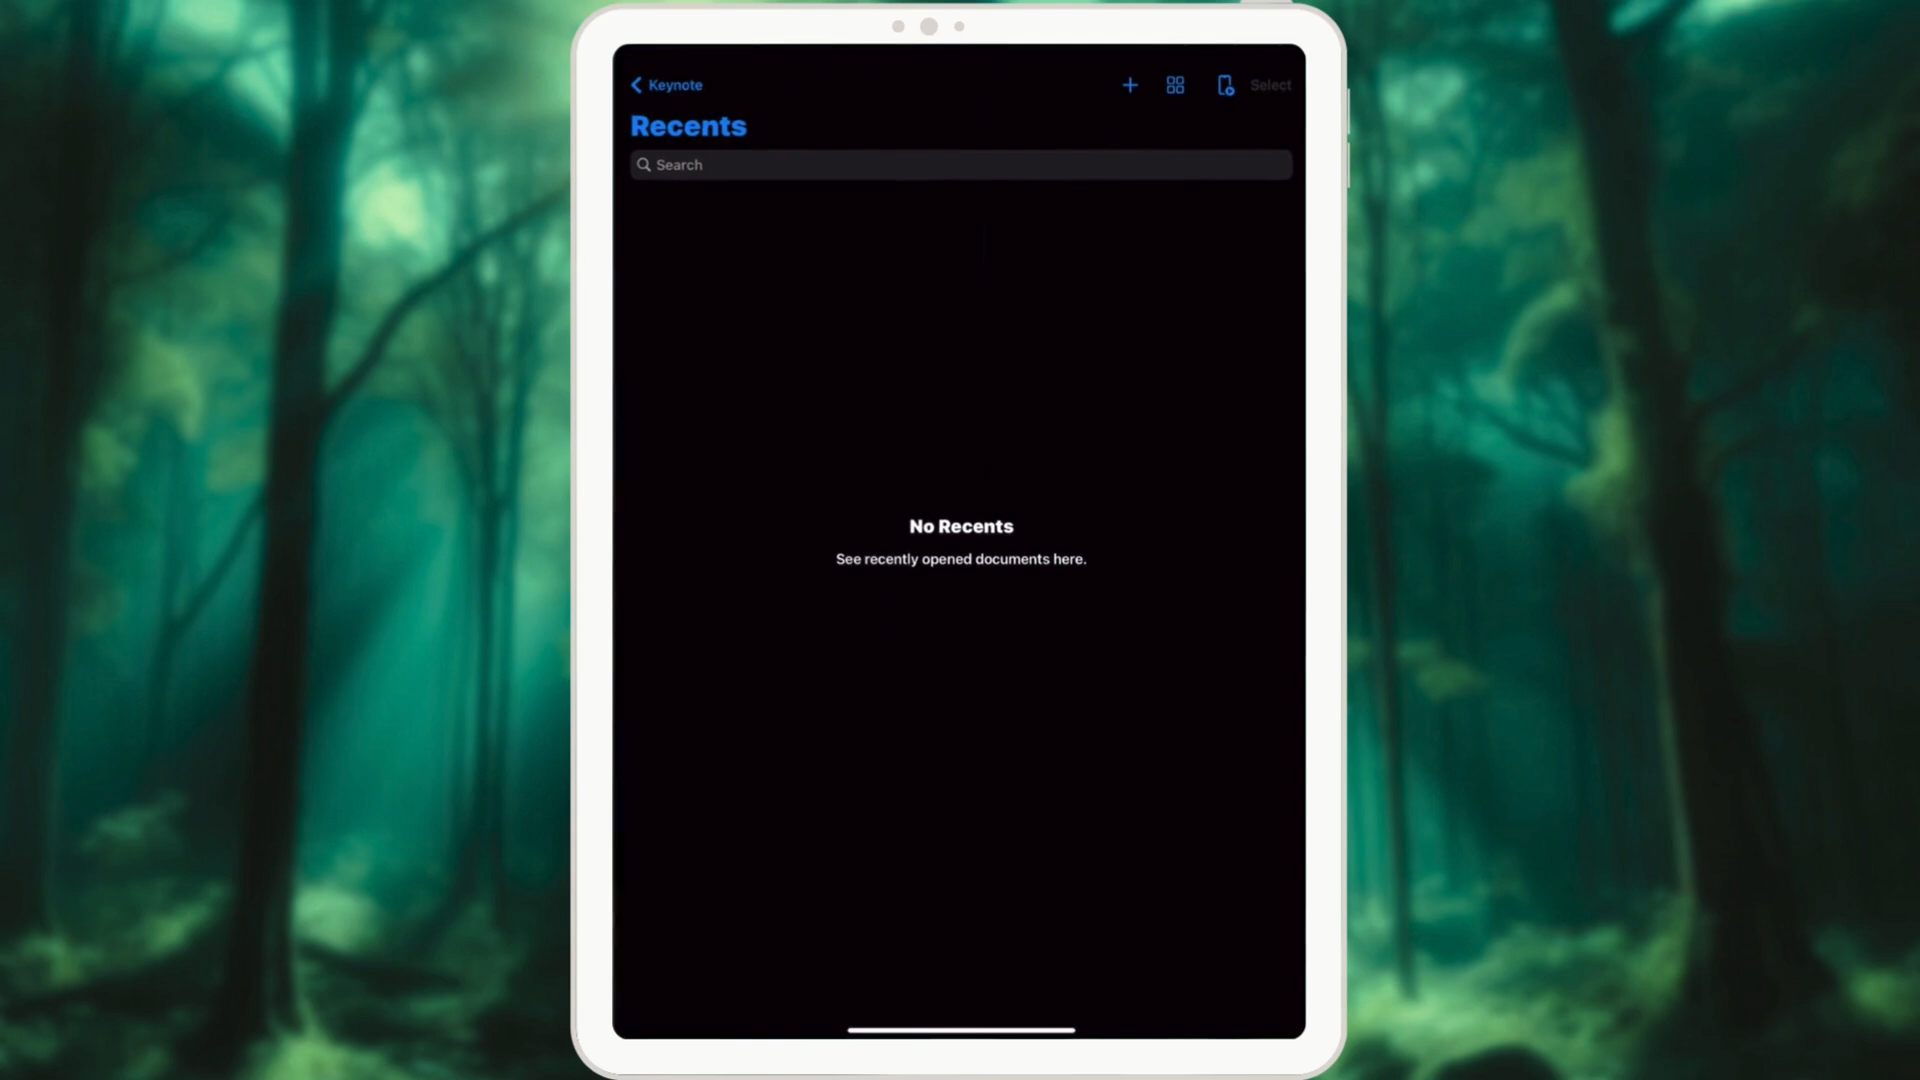 Keynote
Select
Recents
Search
No Recents
See recently opened documents here.